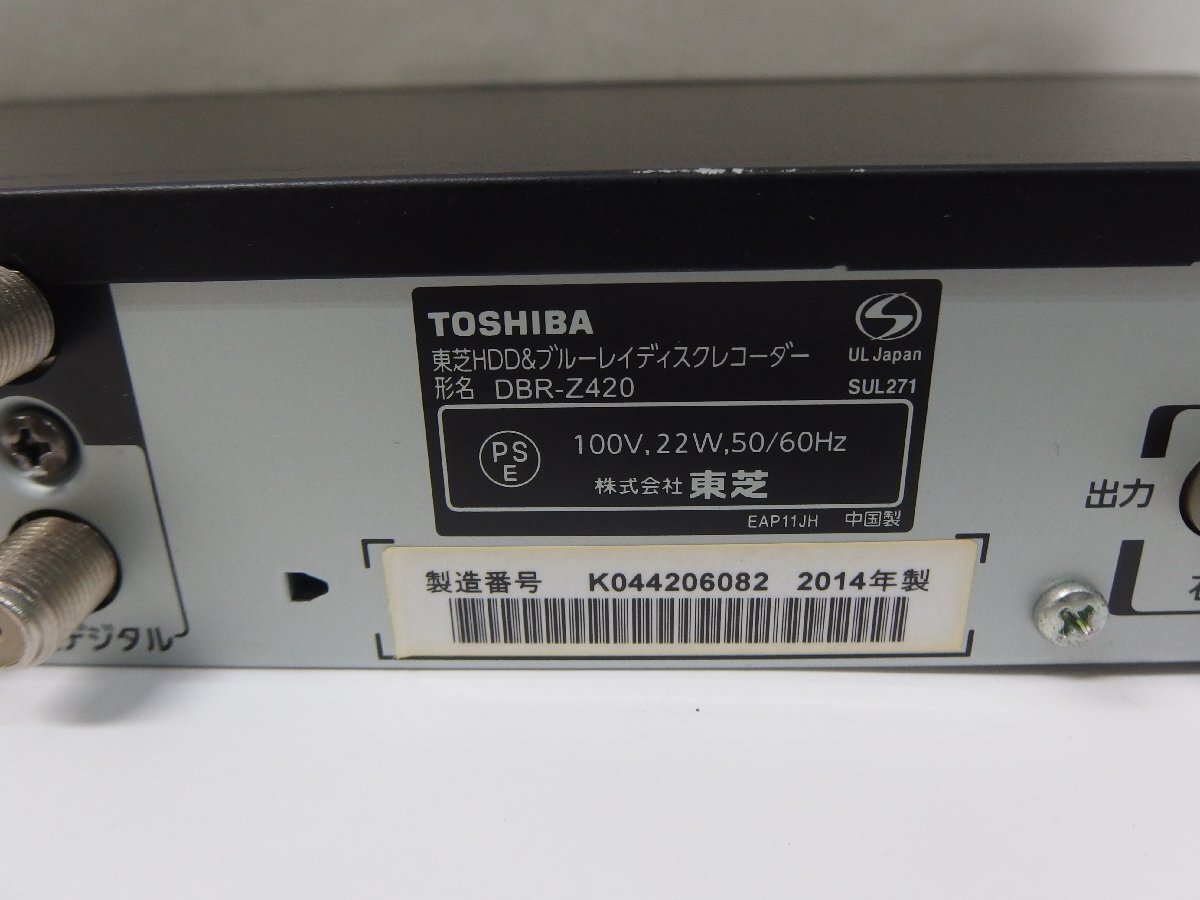 TOSHIBA
東芝HDD&ブルーレイディスクレコーダー
形名 DBR-Z420
UL Japan
SUL271
PS
E
100V,22W,50/60Hz
株式会社 東芝
EAP11JH 中国製
製造番号 K044206082 2014年製
デジタル
出力